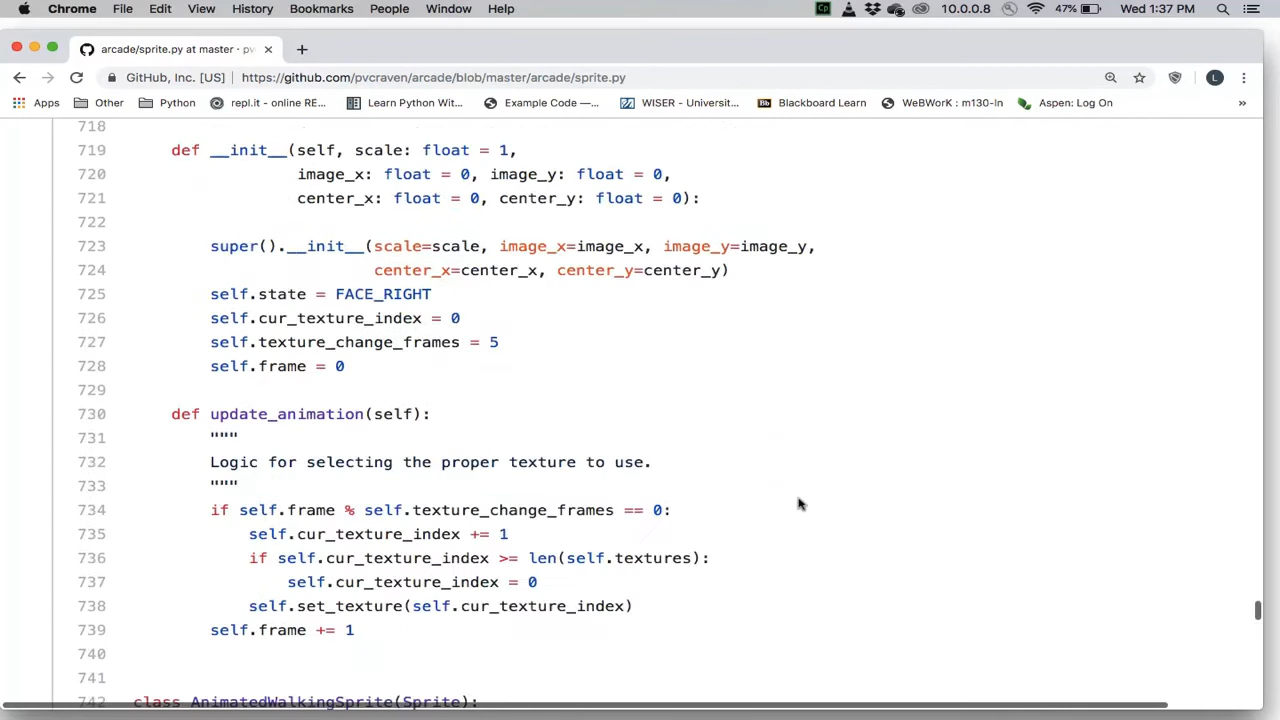 Chrome File Edit View History Bookmarks People Window Help 10.0.0.8 47% Wed 1:37 PM
arcade/sprite.py at master · pv
GitHub, Inc. [US] https://github.com/pvcraven/arcade/blob/master/arcade/sprite.py
Apps Other Python repl.it - online RE... Learn Python Wit... Example Code —... WISER - Universit... Blackboard Learn WeBWorK : m130-ln Aspen: Log On »
718
719 def __init__(self, scale: float = 1,
720 image_x: float = 0, image_y: float = 0,
721 center_x: float = 0, center_y: float = 0):
722
723 super().__init__(scale=scale, image_x=image_x, image_y=image_y,
724 center_x=center_x, center_y=center_y)
725 self.state = FACE_RIGHT
726 self.cur_texture_index = 0
727 self.texture_change_frames = 5
728 self.frame = 0
729
730 def update_animation(self):
731 """
732 Logic for selecting the proper texture to use.
733 """
734 if self.frame % self.texture_change_frames == 0:
735 self.cur_texture_index += 1
736 if self.cur_texture_index >= len(self.textures):
737 self.cur_texture_index = 0
738 self.set_texture(self.cur_texture_index)
739 self.frame += 1
740
741
742 class AnimatedWalkingSprite(Sprite):